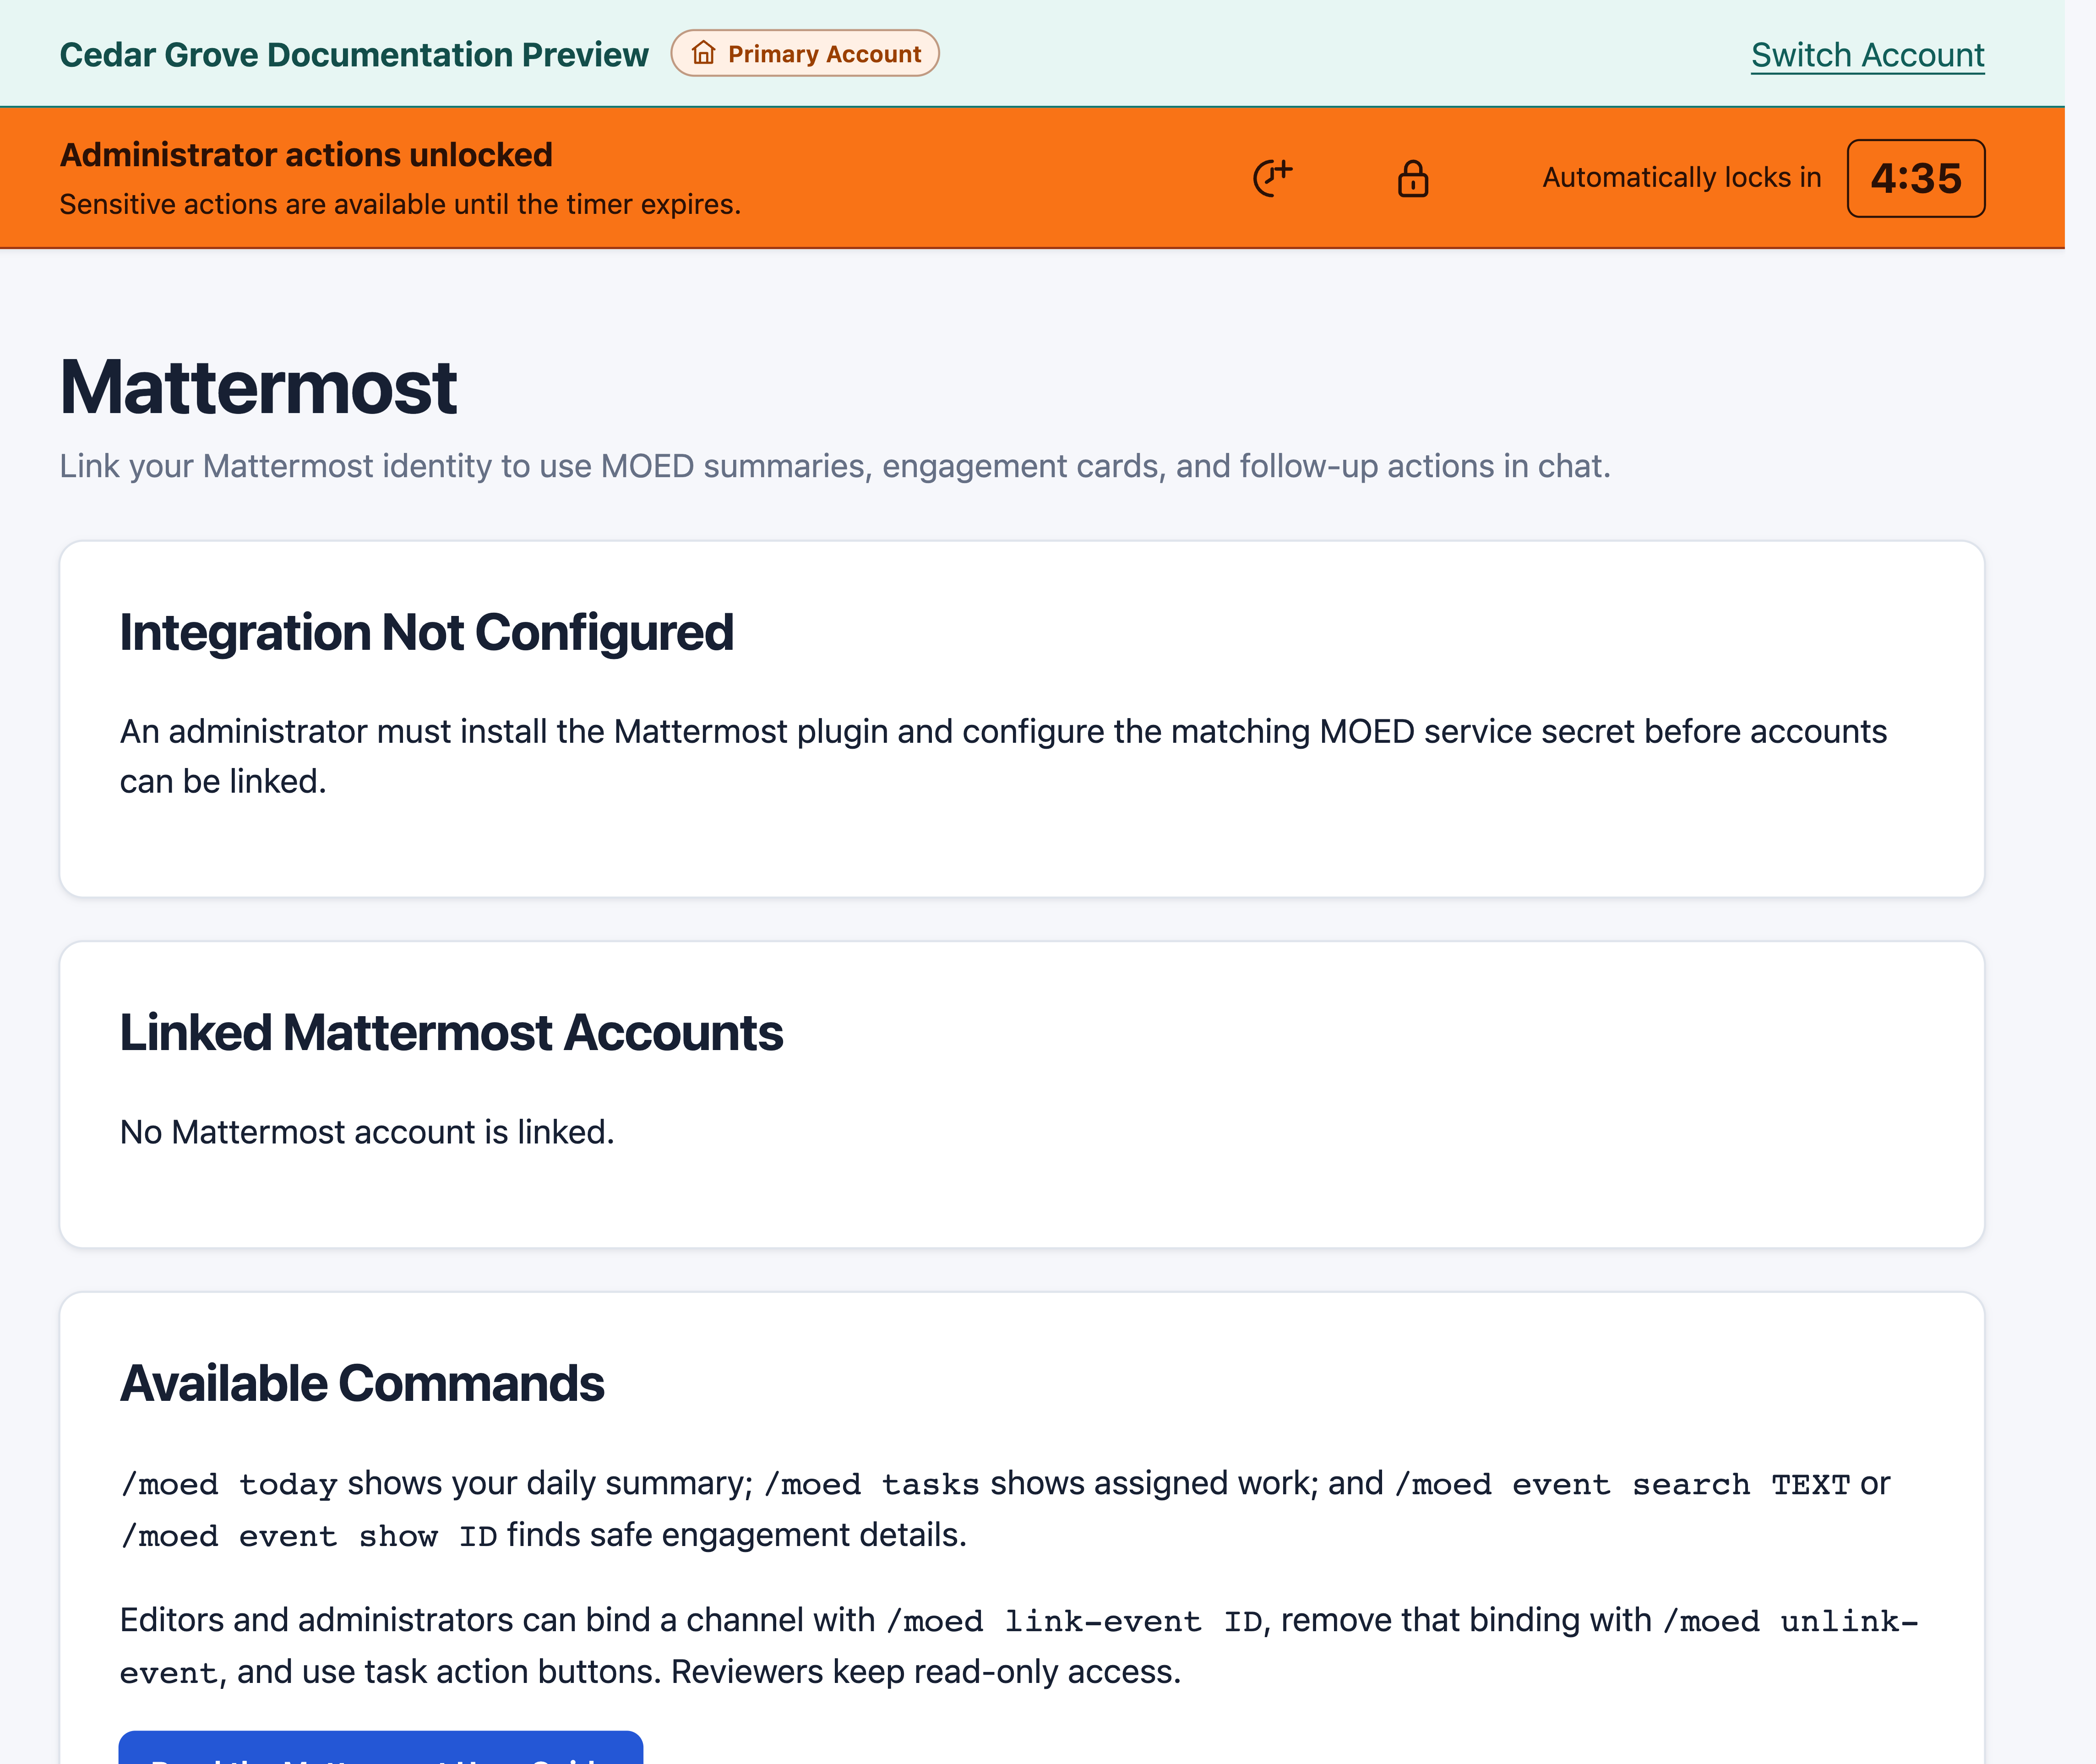 Cedar Grove Documentation Preview
Primary Account
Switch Account
Administrator actions unlocked
Sensitive actions are available until the timer expires.
Automatically locks in
4:35
Mattermost
Link your Mattermost identity to use MOED summaries, engagement cards, and follow-up actions in chat.
Integration Not Configured
An administrator must install the Mattermost plugin and configure the matching MOED service secret before accounts
can be linked.
Linked Mattermost Accounts
No Mattermost account is linked.
Available Commands
/moed today shows your daily summary; /moed tasks shows assigned work; and /moed event search TEXT or
/moed event show ID finds safe engagement details.
Editors and administrators can bind a channel with /moed link-event ID, remove that binding with /moed unlink-
event, and use task action buttons. Reviewers keep read-only access.